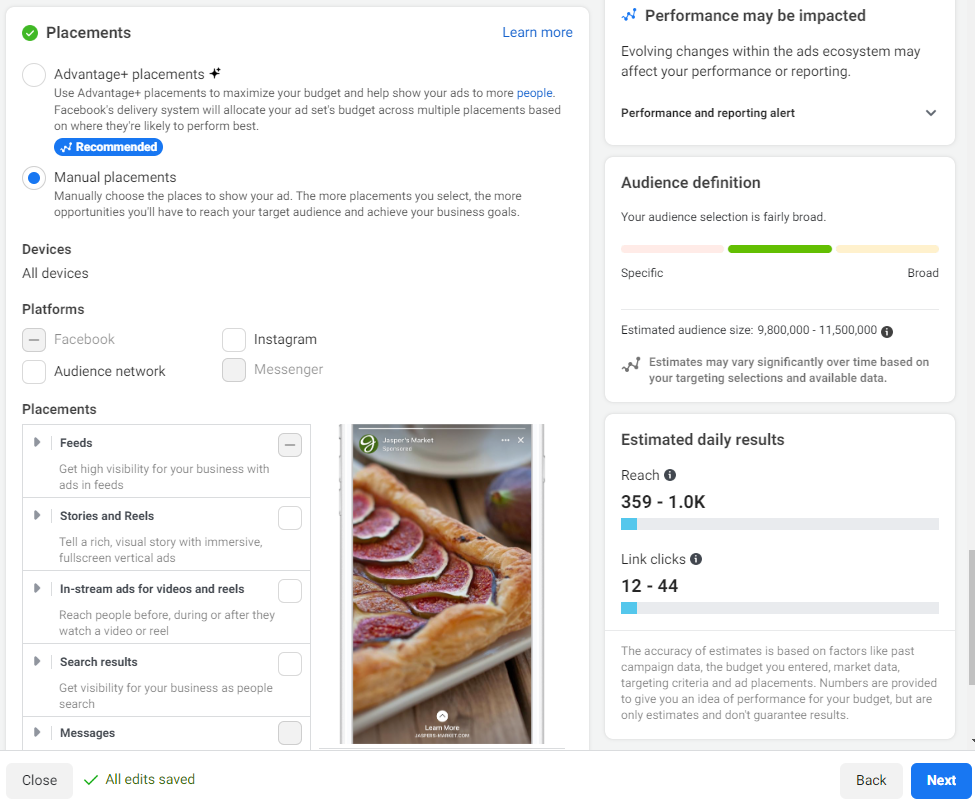 Placements
Learn more
Advantage+ placements
Use Advantage+ placements to maximize your budget and help show your ads to more people.
Facebook's delivery system will allocate your ad set's budget across multiple placements based
on where they're likely to perform best.
Recommended
Manual placements
Manually choose the places to show your ad. The more placements you select, the more
opportunities you'll have to reach your target audience and achieve your business goals.
Devices
All devices
Platforms
Facebook
Instagram
Audience network
Messenger
Placements
Feeds
Get high visibility for your business with
ads in feeds
Stories and Reels
Tell a rich, visual story with immersive,
fullscreen vertical ads
In-stream ads for videos and reels
Reach people before, during or after they
watch a video or reel
Search results
Get visibility for your business as people
search
Messages
Jasper's Market
Sponsored
Learn More
JASPERS-MARKET.COM
Performance may be impacted
Evolving changes within the ads ecosystem may
affect your performance or reporting.
Performance and reporting alert
Audience definition
Your audience selection is fairly broad.
Specific
Broad
Estimated audience size: 9,800,000 - 11,500,000
Estimates may vary significantly over time based on
your targeting selections and available data.
Estimated daily results
Reach
359 - 1.0K
Link clicks
12 - 44
The accuracy of estimates is based on factors like past
campaign data, the budget you entered, market data,
targeting criteria and ad placements. Numbers are provided
to give you an idea of performance for your budget, but are
only estimates and don't guarantee results.
Close
All edits saved
Back
Next